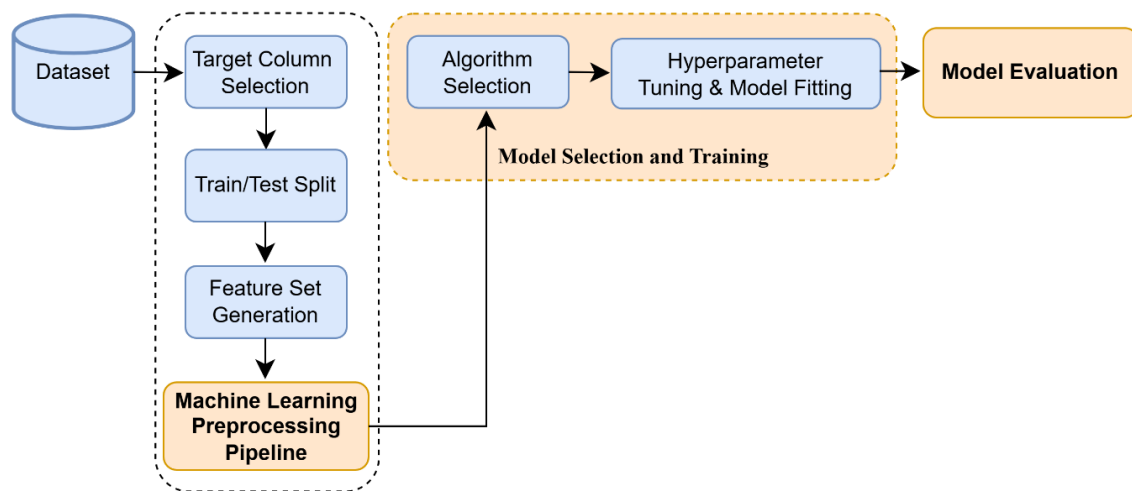 Dataset
Target Column
Selection
Train/Test Split
Feature Set
Generation
Machine Learning
Preprocessing
Pipeline
Algorithm
Selection
Hyperparameter
Tuning & Model Fitting
Model Selection and Training
Model Evaluation